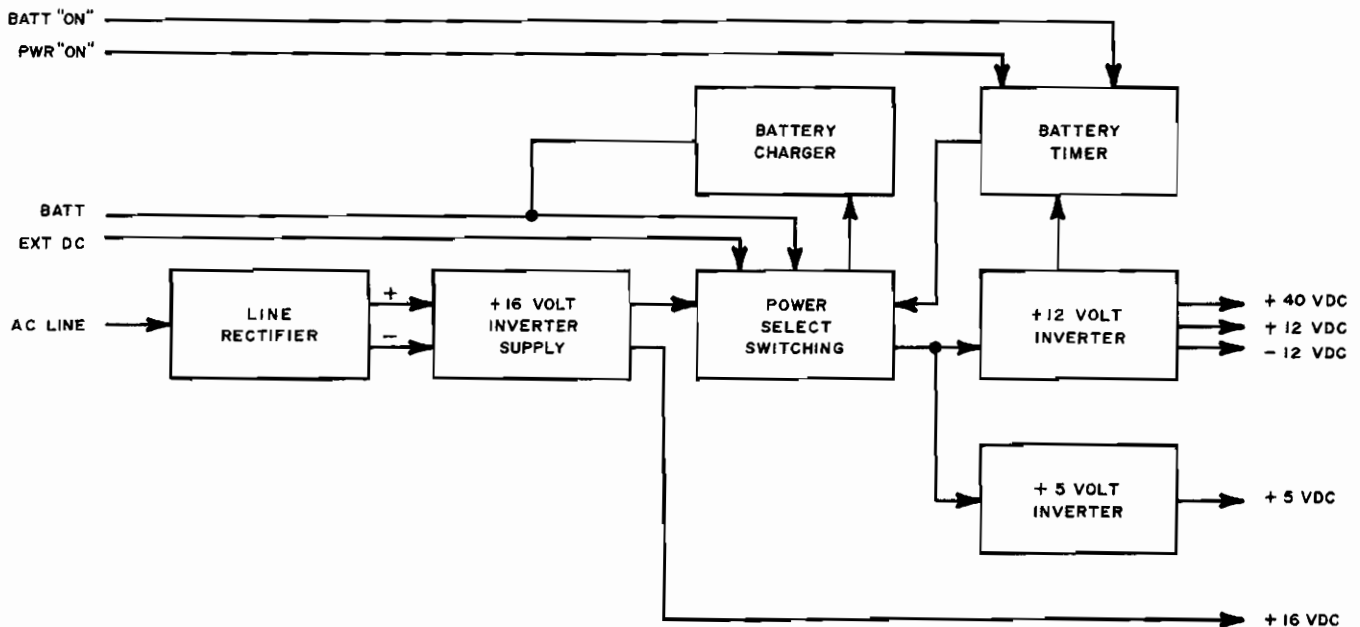 BATT "ON"
PWR "ON"
BATTERY
CHARGER
BATTERY
TIMER
BATT
EXT DC
AC LINE
LINE
RECTIFIER
+
-
+16 VOLT
INVERTER
SUPPLY
POWER
SELECT
SWITCHING
+12 VOLT
INVERTER
+ 40 VDC
+ 12 VDC
- 12 VDC
+ 5 VOLT
INVERTER
+ 5 VDC
+ 16 VDC